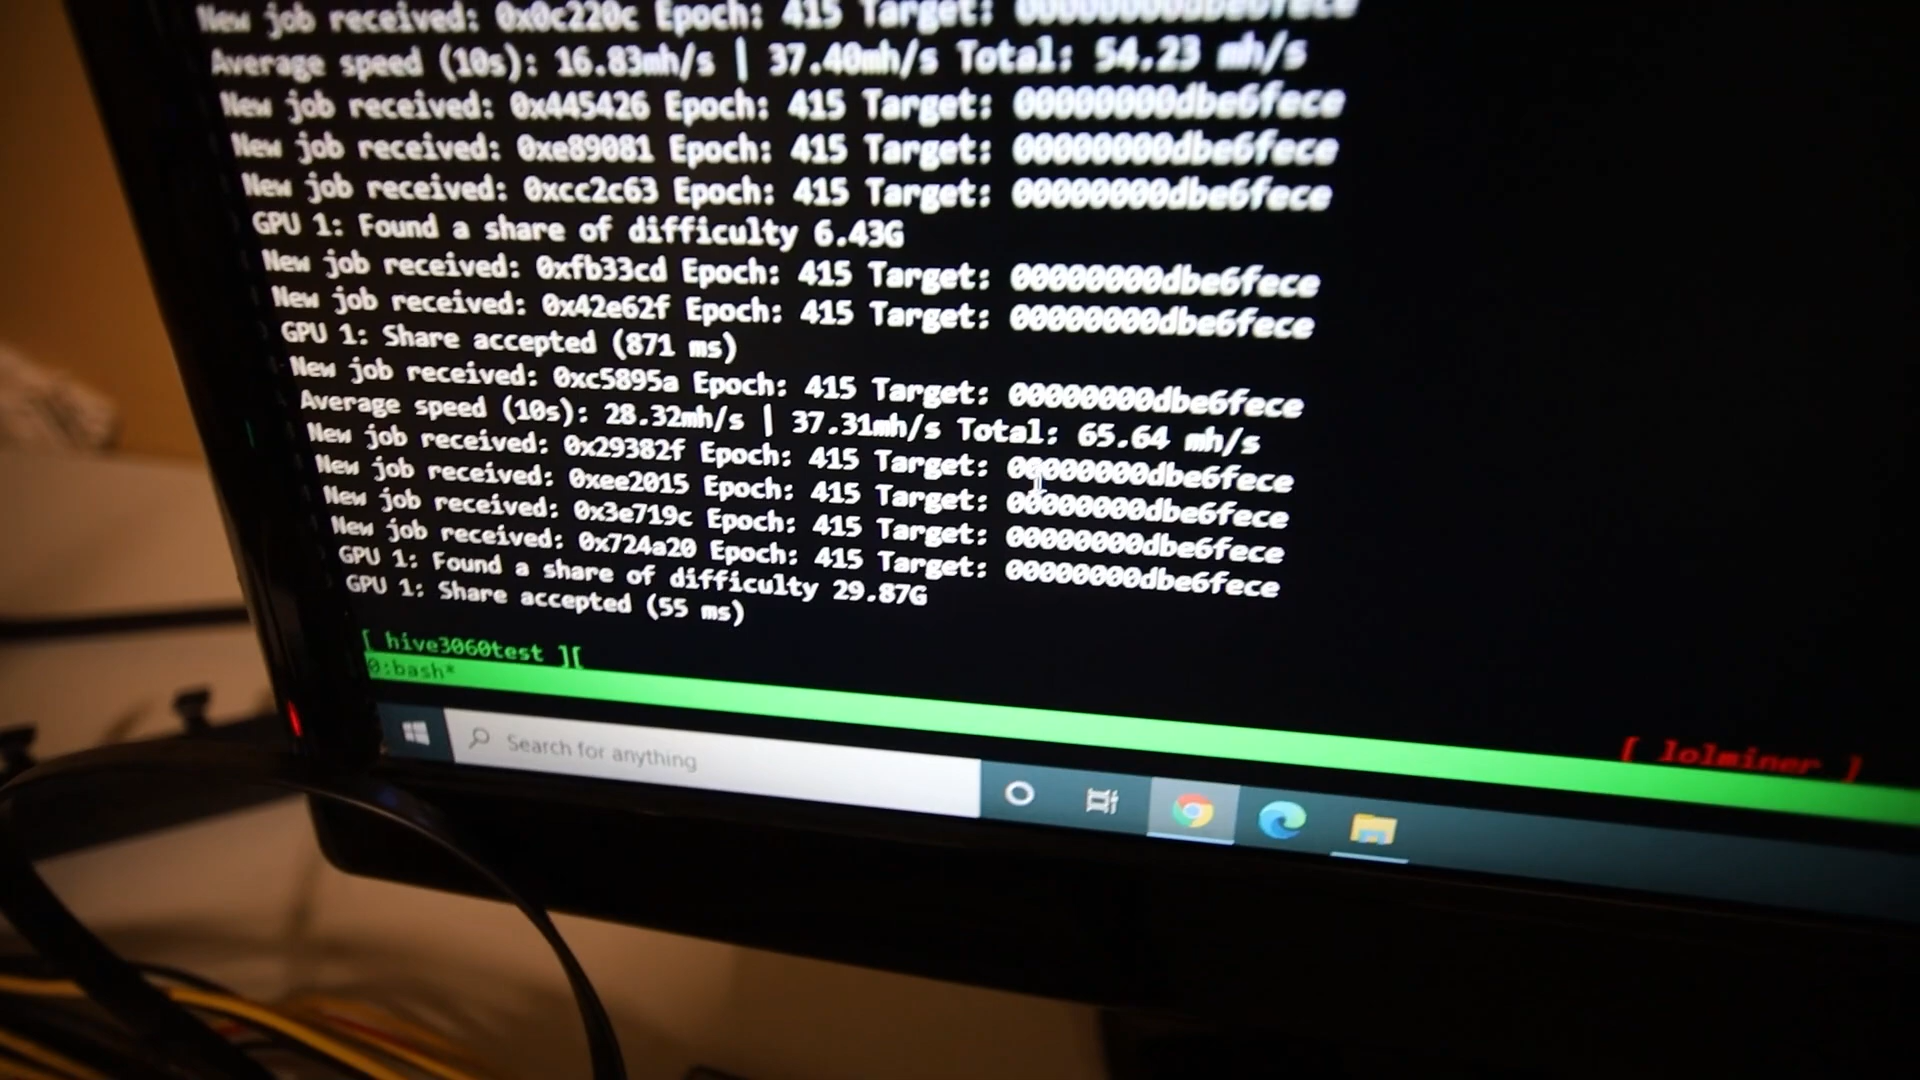 New job received: 0x0c220c Epoch: 415 Target: 00000000dbe6fece
Average speed (10s): 16.83mh/s | 37.40mh/s Total: 54.23 mh/s
New job received: 0x445426 Epoch: 415 Target: 00000000dbe6fece
New job received: 0xe89081 Epoch: 415 Target: 00000000dbe6fece
New job received: 0xcc2c63 Epoch: 415 Target: 00000000dbe6fece
GPU 1: Found a share of difficulty 6.43G
New job received: 0xfb33cd Epoch: 415 Target: 00000000dbe6fece
New job received: 0x42e62f Epoch: 415 Target: 00000000dbe6fece
GPU 1: Share accepted (871 ms)
New job received: 0xc5895a Epoch: 415 Target: 00000000dbe6fece
Average speed (10s): 28.32mh/s | 37.31mh/s Total: 65.64 mh/s
New job received: 0x29382f Epoch: 415 Target: 00000000dbe6fece
New job received: 0xee2015 Epoch: 415 Target: 00000000dbe6fece
New job received: 0x3e719c Epoch: 415 Target: 00000000dbe6fece
New job received: 0x724a20 Epoch: 415 Target: 00000000dbe6fece
GPU 1: Found a share of difficulty 29.87G
GPU 1: Share accepted (55 ms)
[ hive3060test ][
[ lolminer ]
0:bash*
Search for anything